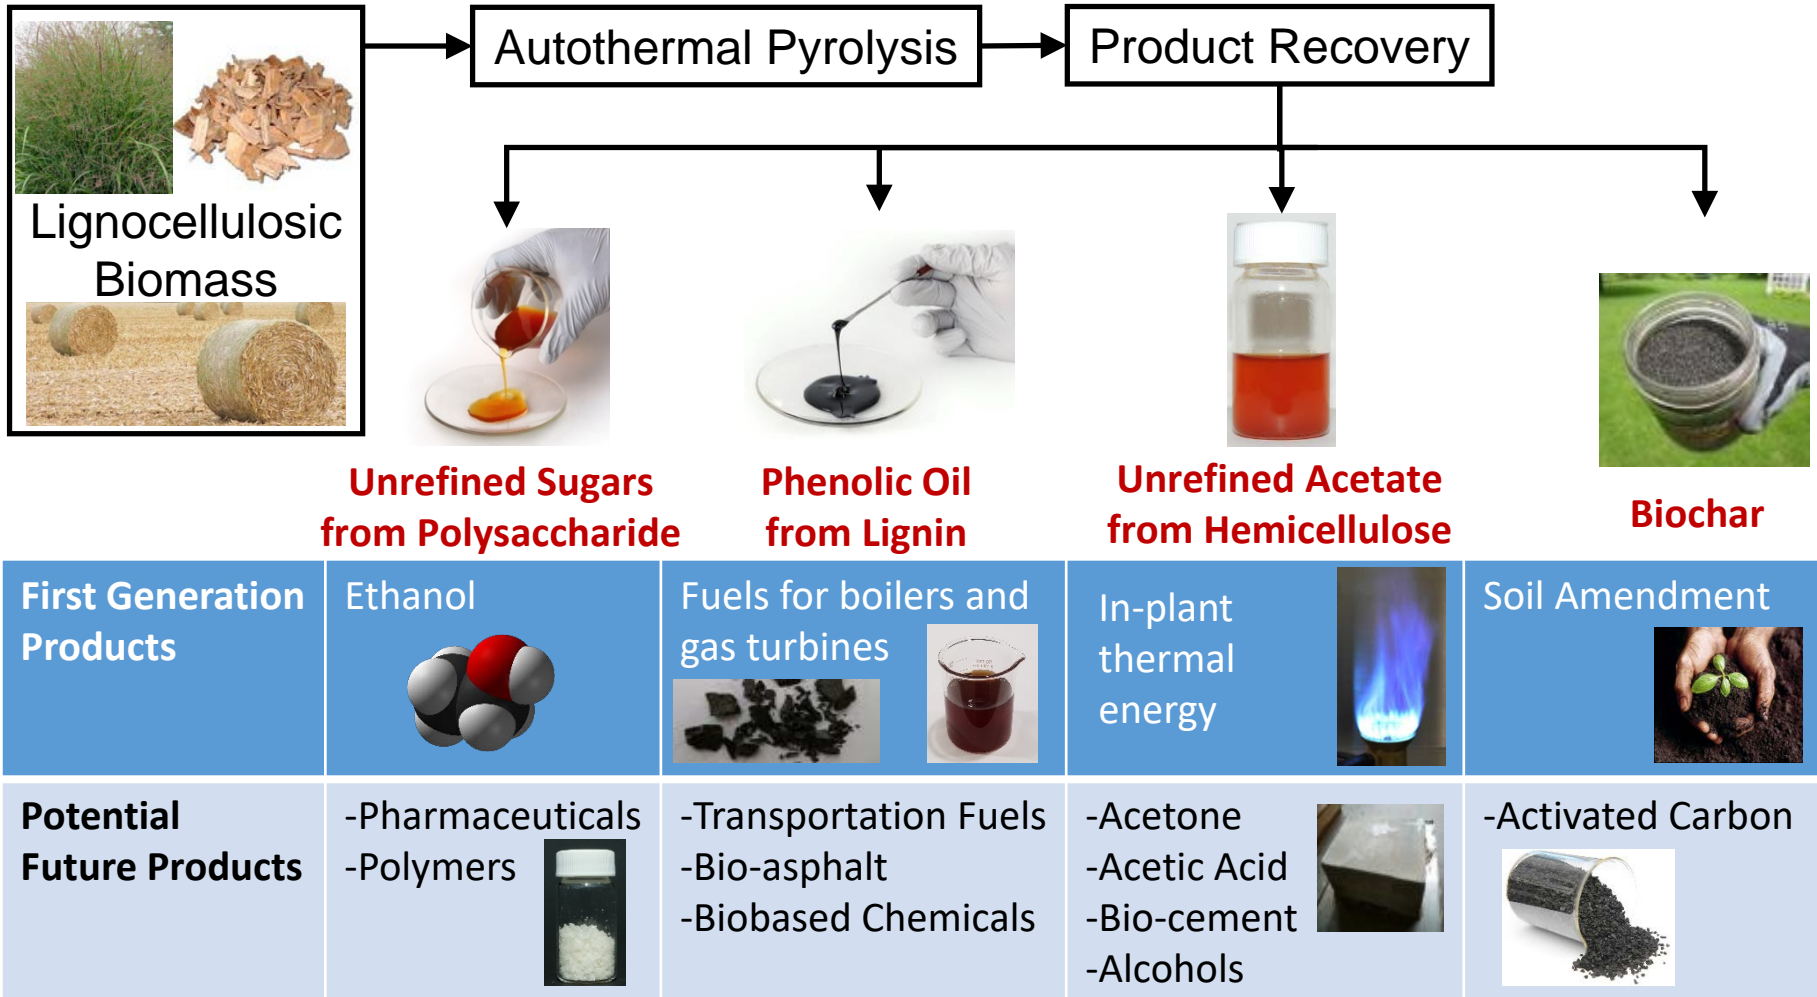 Autothermal Pyrolysis
Product Recovery
Lignocellulosic
Biomass
Unrefined Sugars
from Polysaccharide
Phenolic Oil
from Lignin
Unrefined Acetate
from Hemicellulose
Biochar
First Generation
Products
Ethanol
Fuels for boilers and
gas turbines
In-plant
thermal
energy
Soil Amendment
Potential
Future Products
-Pharmaceuticals
-Polymers
-Transportation Fuels
-Bio-asphalt
-Biobased Chemicals
-Acetone
-Acetic Acid
-Bio-cement
-Alcohols
-Activated Carbon